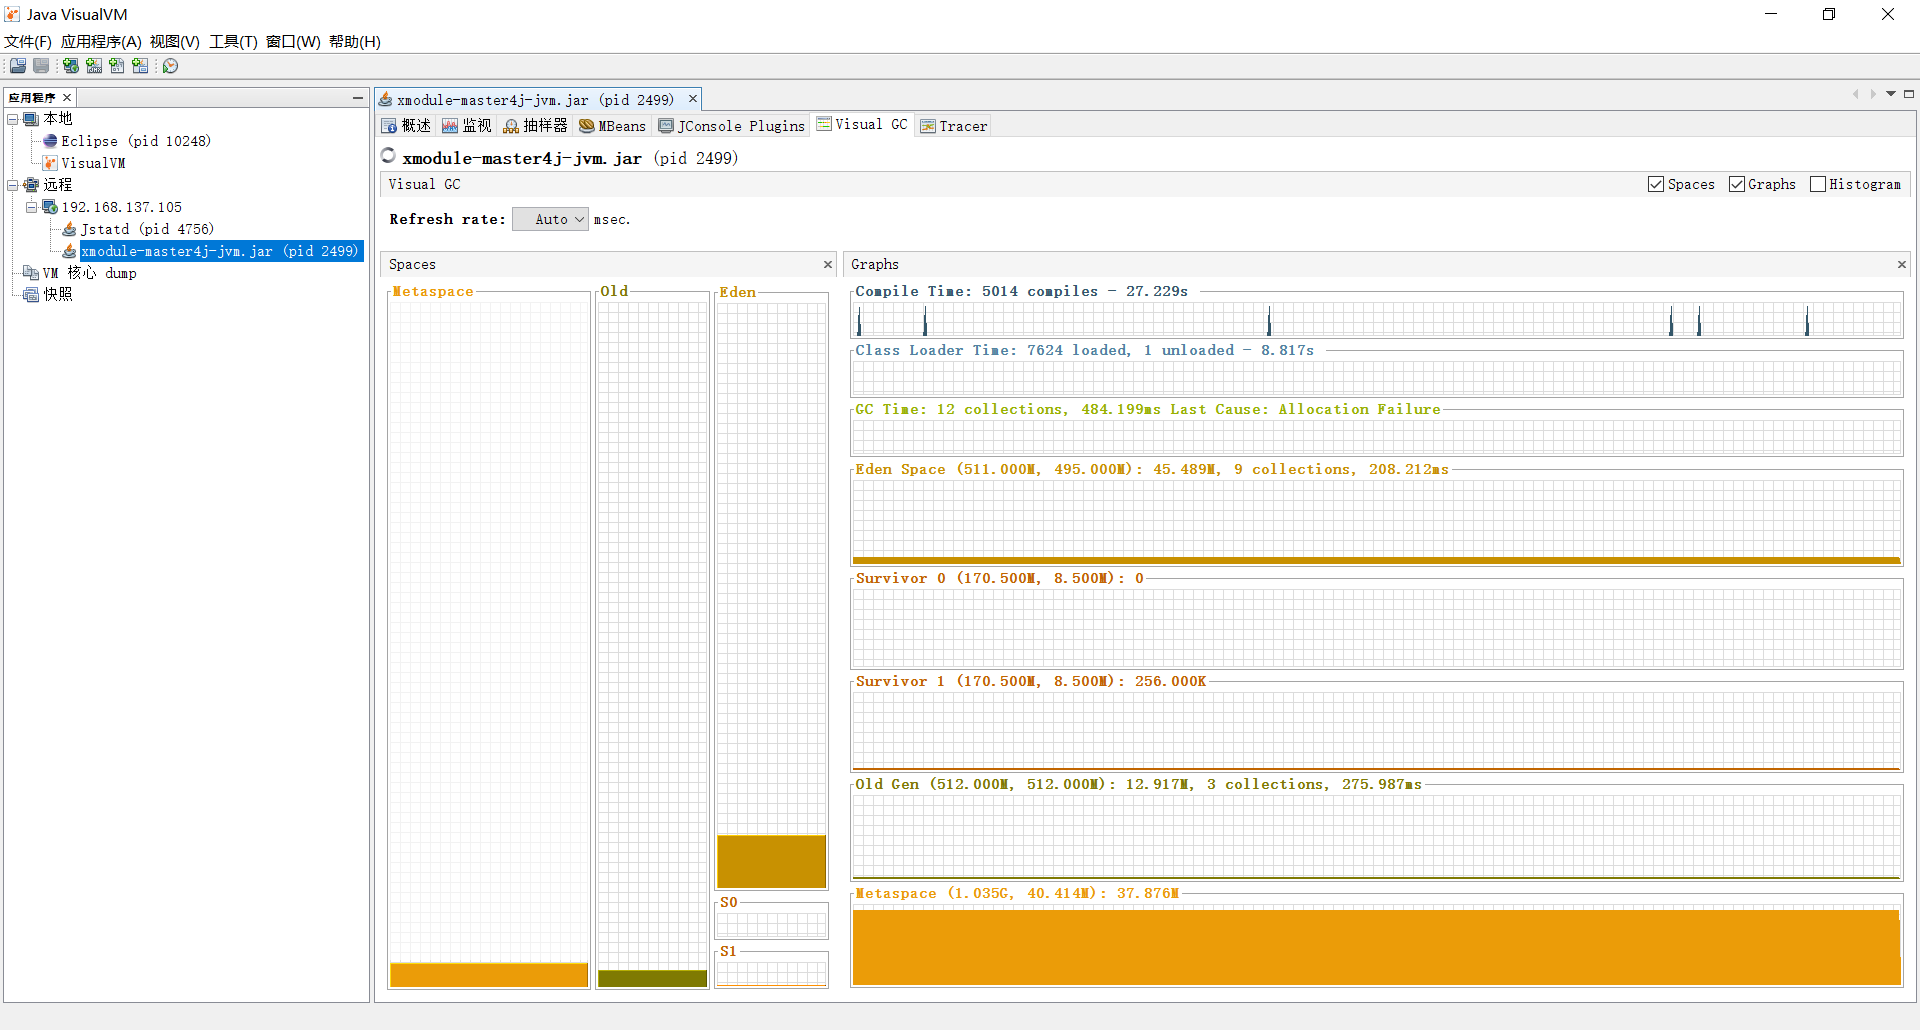 Java VisualVM
文件(F) 应用程序(A) 视图(V) 工具(T) 窗口(W) 帮助(H)
应用程序
本地
Eclipse (pid 10248)
VisualVM
远程
192.168.137.105
Jstatd (pid 4756)
xmodule-master4j-jvm.jar (pid 2499)
VM 核心 dump
快照
xmodule-master4j-jvm.jar (pid 2499)
概述 监视 抽样器 MBeans JConsole Plugins Visual GC Tracer
xmodule-master4j-jvm.jar (pid 2499)
Visual GC
Spaces Graphs Histogram
Refresh rate: Auto msec.
Spaces
Metaspace
Old
Eden
S0
S1
Graphs
Compile Time: 5014 compiles - 27.229s
Class Loader Time: 7624 loaded, 1 unloaded - 8.817s
GC Time: 12 collections, 484.199ms Last Cause: Allocation Failure
Eden Space (511.000M, 495.000M): 45.489M, 9 collections, 208.212ms
Survivor 0 (170.500M, 8.500M): 0
Survivor 1 (170.500M, 8.500M): 256.000K
Old Gen (512.000M, 512.000M): 12.917M, 3 collections, 275.987ms
Metaspace (1.035G, 40.414M): 37.876M